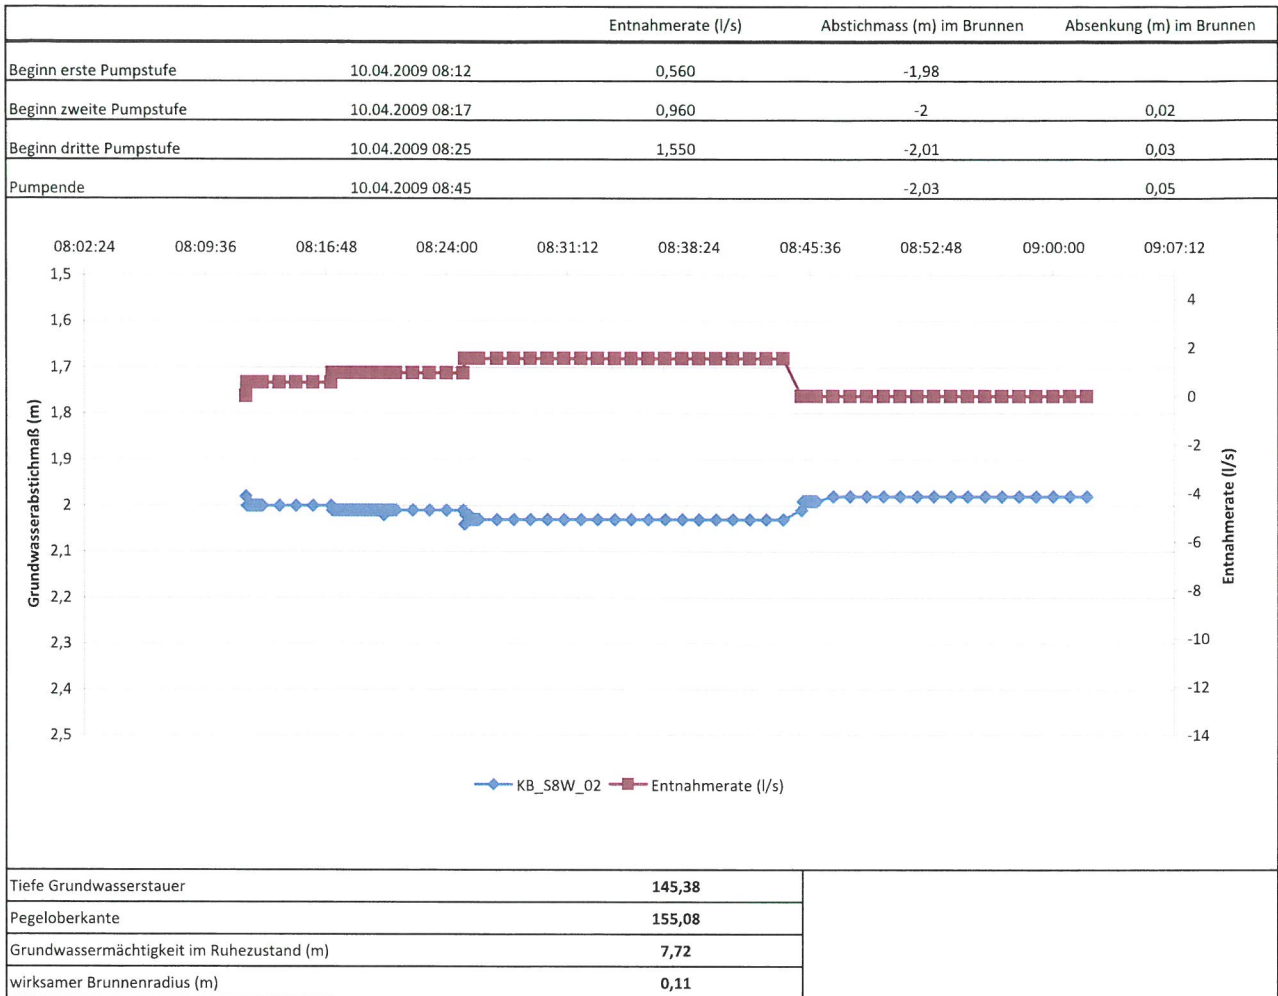 Entnahmerate (l/s) Abstichmass (m) im Brunnen Absenkung (m) im Brunnen
Beginn erste Pumpstufe 10.04.2009 08:12 0,560 -1,98
Beginn zweite Pumpstufe 10.04.2009 08:17 0,960 -2 0,02
Beginn dritte Pumpstufe 10.04.2009 08:25 1,550 -2,01 0,03
Pumpende 10.04.2009 08:45 -2,03 0,05
08:02:24 08:09:36 08:16:48 08:24:00 08:31:12 08:38:24 08:45:36 08:52:48 09:00:00 09:07:12
Grundwasserabstichmaß (m)
1,5
1,6
1,7
1,8
1,9
2
2,1
2,2
2,3
2,4
2,5
4
2
0
-2
-4
-6
-8
-10
-12
-14
Entnahmerate (l/s)
KB_S8W_02 Entnahmerate (l/s)
Tiefe Grundwasserstauer 145,38
Pegeloberkante 155,08
Grundwassermächtigkeit im Ruhezustand (m) 7,72
wirksamer Brunnenradius (m) 0,11